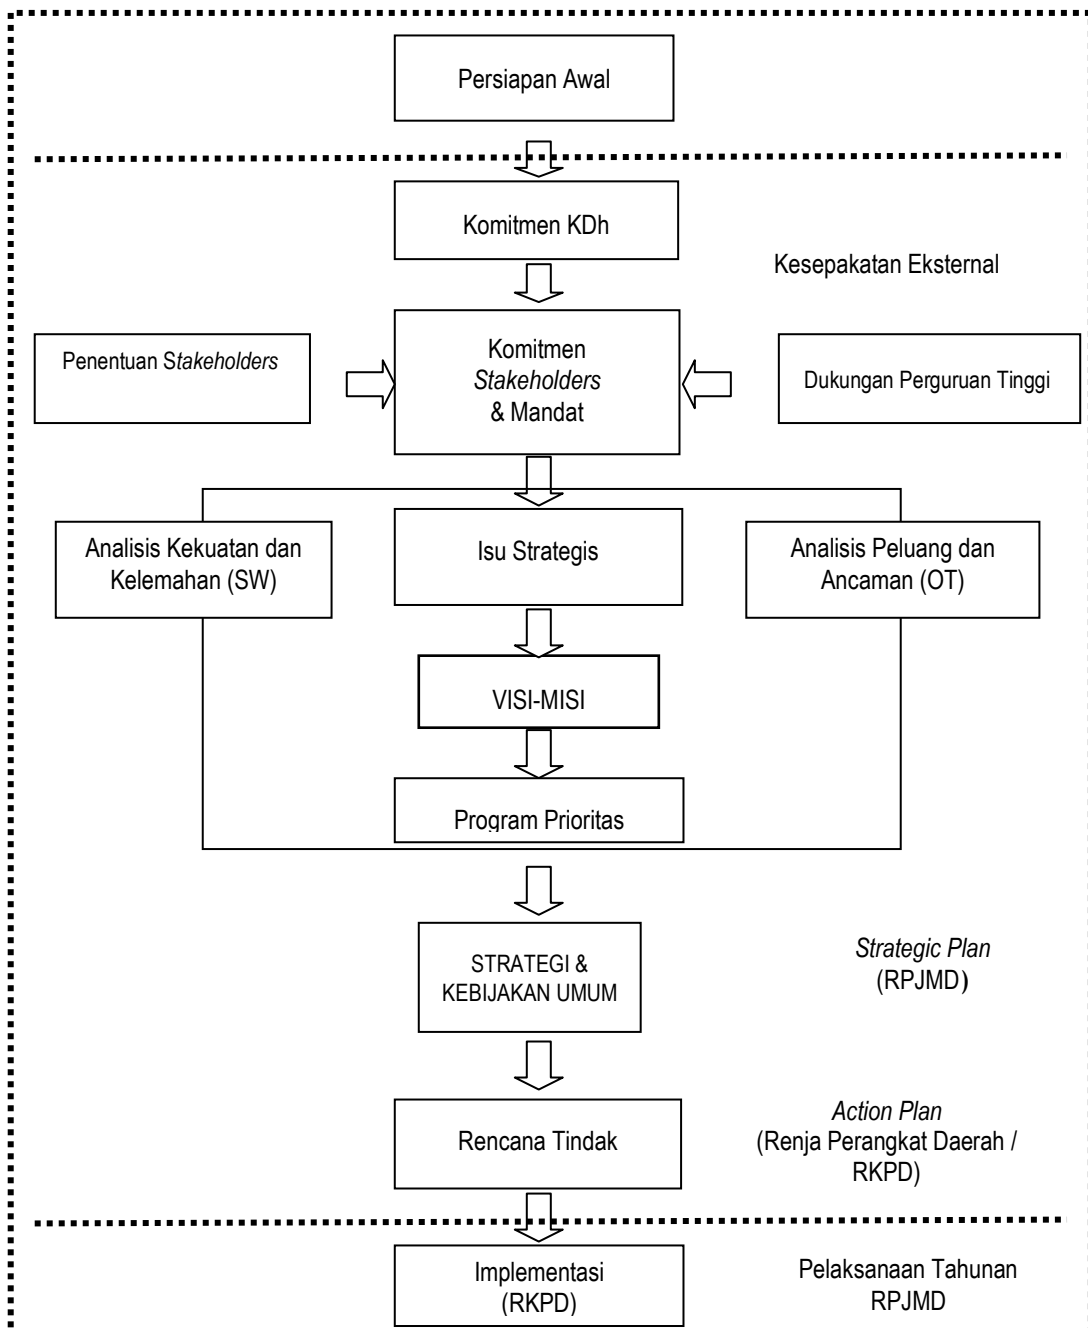 Persiapan Awal
Komitmen KDh
Kesepakatan Eksternal
Penentuan Stakeholders
Komitmen
Stakeholders
& Mandat
Dukungan Perguruan Tinggi
Analisis Kekuatan dan
Kelemahan (SW)
Isu Strategis
Analisis Peluang dan
Ancaman (OT)
VISI-MISI
Program Prioritas
STRATEGI &
KEBIJAKAN UMUM
Strategic Plan
(RPJMD)
Rencana Tindak
Action Plan
(Renja Perangkat Daerah /
RKPD)
Implementasi
(RKPD)
Pelaksanaan Tahunan
RPJMD